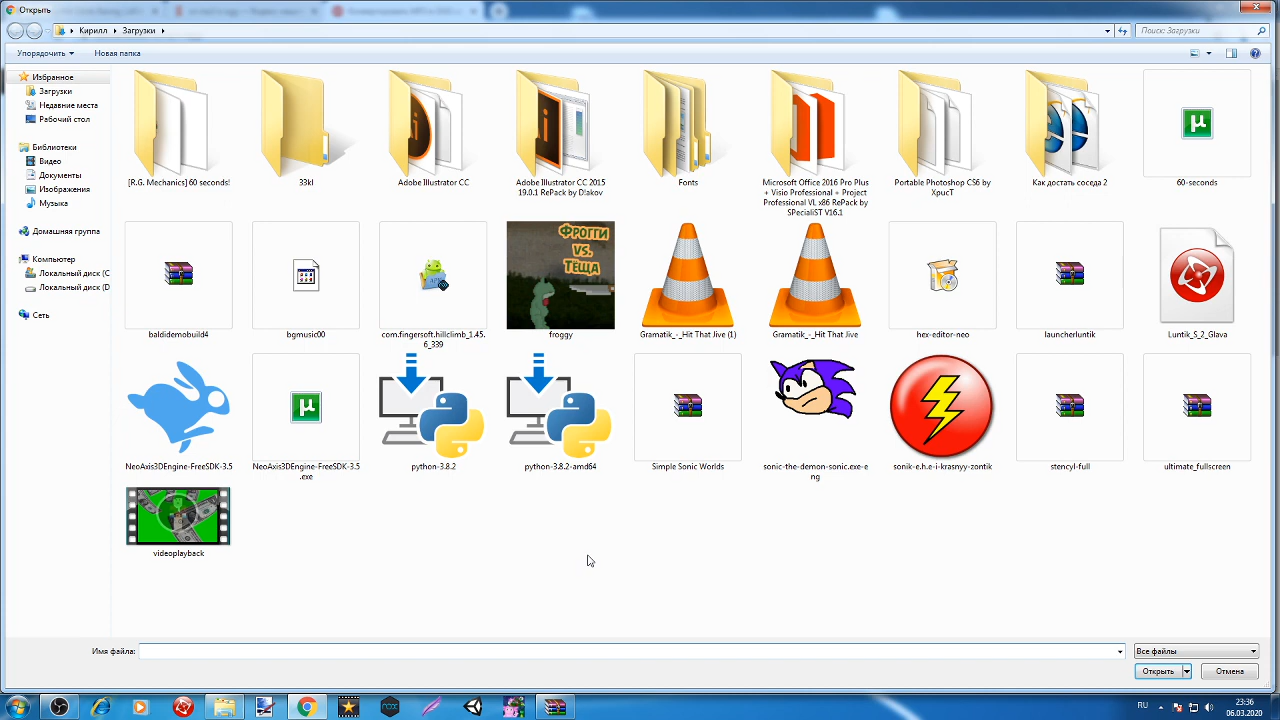 Открыть
Кирилл
Загрузки
Поиск: Загрузки
Упорядочить
Новая папка
Избранное
Загрузки
Недавние места
Рабочий стол
Библиотеки
Видео
Документы
Изображения
Музыка
Домашняя группа
Компьютер
Локальный диск (C
Локальный диск (D
Сеть
[R.G. Mechanics] 60 seconds!
33kl
Adobe Illustrator CC
Adobe Illustrator CC 2015
19.0.1 RePack by D!akov
Fonts
Microsoft Office 2016 Pro Plus
+ Visio Professional + Project
Professional VL x86 RePack by
SPecialiST V16.1
Portable Photoshop CS6 by
XpucT
Как достать соседа 2
60-seconds
baldidemobuild4
bgmusic00
com.fingersoft.hillclimb_1.45.
6_339
ФРОГГИ
VS.
ТЁЩА
froggy
Gramatik_-_Hit That Jive (1)
Gramatik_-_Hit That Jive
hex-editor-neo
launcherluntik
Luntik_S_2_Glava
NeoAxis3DEngine-FreeSDK-3.5
NeoAxis3DEngine-FreeSDK-3.5
.exe
python-3.8.2
python-3.8.2-amd64
Simple Sonic Worlds
sonic-the-demon-sonic.exe-e
ng
sonik-e.h.e-i-krasnyy-zontik
stencyl-full
ultimate_fullscreen
videoplayback
Имя файла:
Все файлы
Открыть
Отмена
RU
23:36
06.03.2020